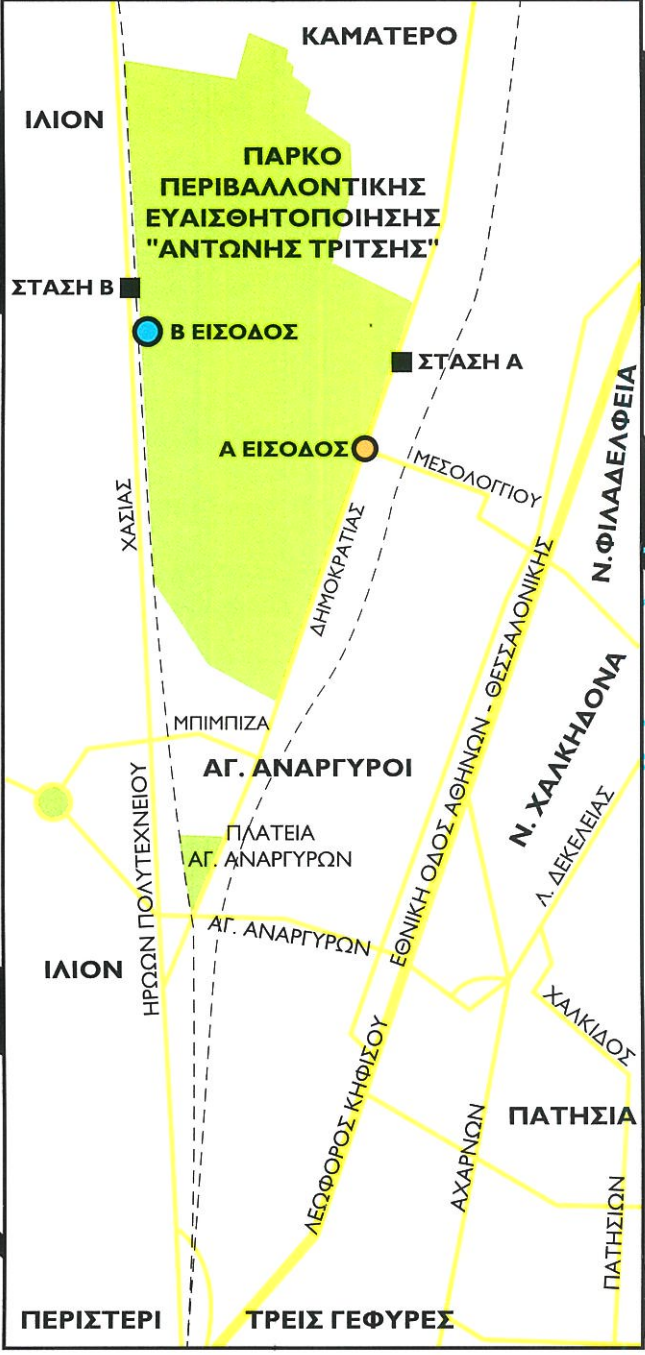 ΚΑΜΑΤΕΡΟ
ΙΛΙΟΝ
ΠΑΡΚΟ
ΠΕΡΙΒΑΛΛΟΝΤΙΚΗΣ
ΕΥΑΙΣΘΗΤΟΠΟΙΗΣΗΣ
"ΑΝΤΩΝΗΣ ΤΡΙΤΣΗΣ"
ΣΤΑΣΗ Β
Β ΕΙΣΟΔΟΣ
ΣΤΑΣΗ Α
Α ΕΙΣΟΔΟΣ
ΜΕΣΟΛΟΓΓΙΟΥ
Ν.ΦΙΛΑΔΕΛΦΕΙΑ
ΧΑΣΙΑΣ
ΔΗΜΟΚΡΑΤΙΑΣ
ΕΘΝΙΚΗ ΟΔΟΣ ΑΘΗΝΩΝ - ΘΕΣΣΑΛΟΝΙΚΗΣ
Ν. ΧΑΛΚΗΔΟΝΑ
ΜΠΙΜΠΙΖΑ
ΑΓ. ΑΝΑΡΓΥΡΟΙ
ΗΡΩΩΝ ΠΟΛΥΤΕΧΝΕΙΟΥ
ΠΛΑΤΕΙΑ
ΑΓ. ΑΝΑΡΓΥΡΩΝ
Λ. ΔΕΚΕΛΕΙΑΣ
ΑΓ. ΑΝΑΡΓΥΡΩΝ
ΙΛΙΟΝ
ΧΑΛΚΙΔΟΣ
ΛΕΩΦΟΡΟΣ ΚΗΦΙΣΟΥ
ΑΧΑΡΝΩΝ
ΠΑΤΗΣΙΑ
ΠΑΤΗΣΙΩΝ
ΠΕΡΙΣΤΕΡΙ
ΤΡΕΙΣ ΓΕΦΥΡΕΣ